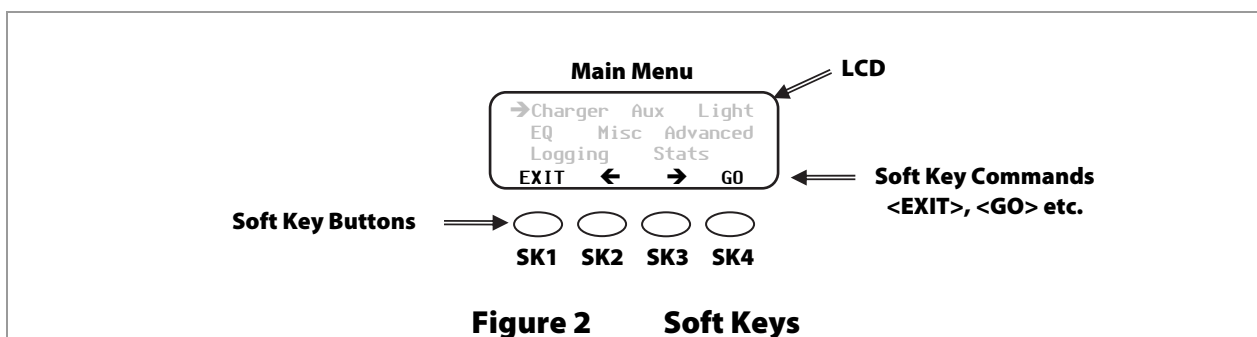 Main Menu
LCD
➔Charger Aux Light
EQ Misc Advanced
Logging Stats
EXIT ← → GO
Soft Key Commands
<EXIT>, <GO> etc.
Soft Key Buttons
SK1 SK2 SK3 SK4
Figure 2 Soft Keys